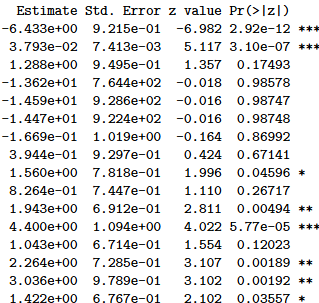 Estimate Std. Error z value Pr(>|z|)
-6.433e+00 9.215e-01 -6.982 2.92e-12 ***
3.793e-02 7.413e-03 5.117 3.10e-07 ***
1.288e+00 9.495e-01 1.357 0.17493
-1.362e+01 7.644e+02 -0.018 0.98578
-1.459e+01 9.286e+02 -0.016 0.98747
-1.447e+01 9.224e+02 -0.016 0.98748
-1.669e-01 1.019e+00 -0.164 0.86992
3.944e-01 9.297e-01 0.424 0.67141
1.560e+00 7.818e-01 1.996 0.04596 *
8.264e-01 7.447e-01 1.110 0.26717
1.943e+00 6.912e-01 2.811 0.00494 **
4.400e+00 1.094e+00 4.022 5.77e-05 ***
1.043e+00 6.714e-01 1.554 0.12023
2.264e+00 7.285e-01 3.107 0.00189 **
3.036e+00 9.789e-01 3.102 0.00192 **
1.422e+00 6.767e-01 2.102 0.03557 *